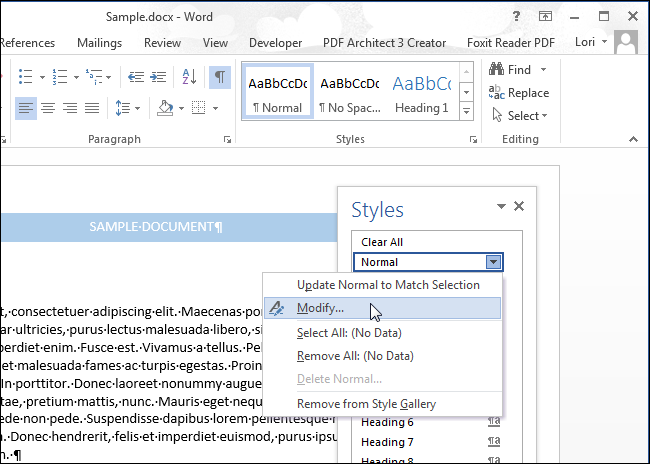 Sample.docx - Word
References Mailings Review View Developer PDF Architect 3 Creator Foxit Reader PDF Lori
AaBbCcDc AaBbCcDc AaBbCc
¶ Normal ¶ No Spac... Heading 1
Find
Replace
Select
Paragraph Styles Editing
SAMPLE·DOCUMENT¶
Styles
Clear All
Normal
Update Normal to Match Selection
Modify...
Select All: (No Data)
Remove All: (No Data)
Delete Normal...
Remove from Style Gallery
Heading 6 ¶a
Heading 7 ¶a
Heading 8 ¶a
t,·consectetuer·adipiscing·elit.·Maecenas·po
ar·ultricies,·purus·lectus·malesuada·libero,·si
perdiet·enim.·Fusce·est.·Vivamus·a·tellus.·Pel
et·malesuada·fames·ac·turpis·egestas.·Proin
In·porttitor.·Donec·laoreet·nonummy·augue
tae,·pretium·mattis,·nunc.·Mauris·eget·neque
ede·non·pede.·Suspendisse·dapibus·lorem·pellentesque·
.·Donec·hendrerit,·felis·et·imperdiet·euismod,·purus·ipsu
n.·¶